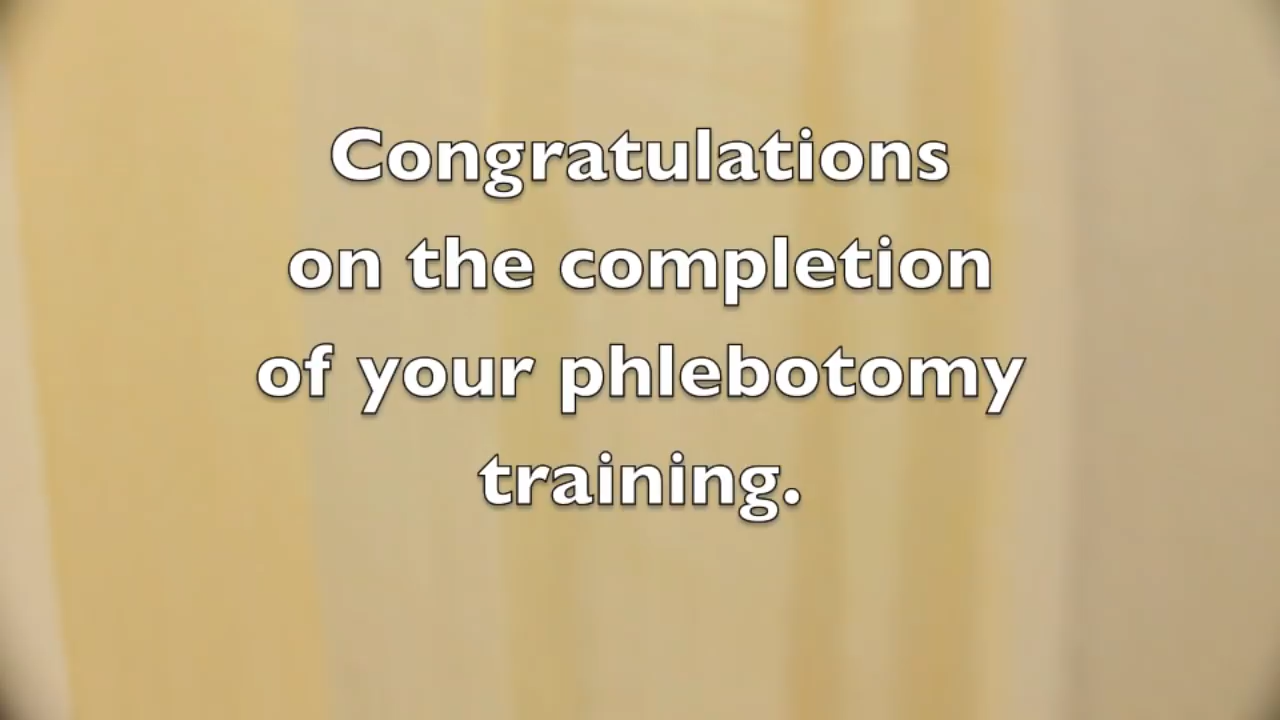 Congratulations
on the completion
of your phlebotomy
training.